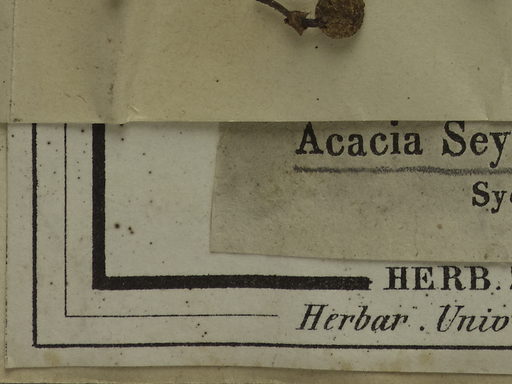 Acacia Sey
Sy
HERB.
Herbar. Univ